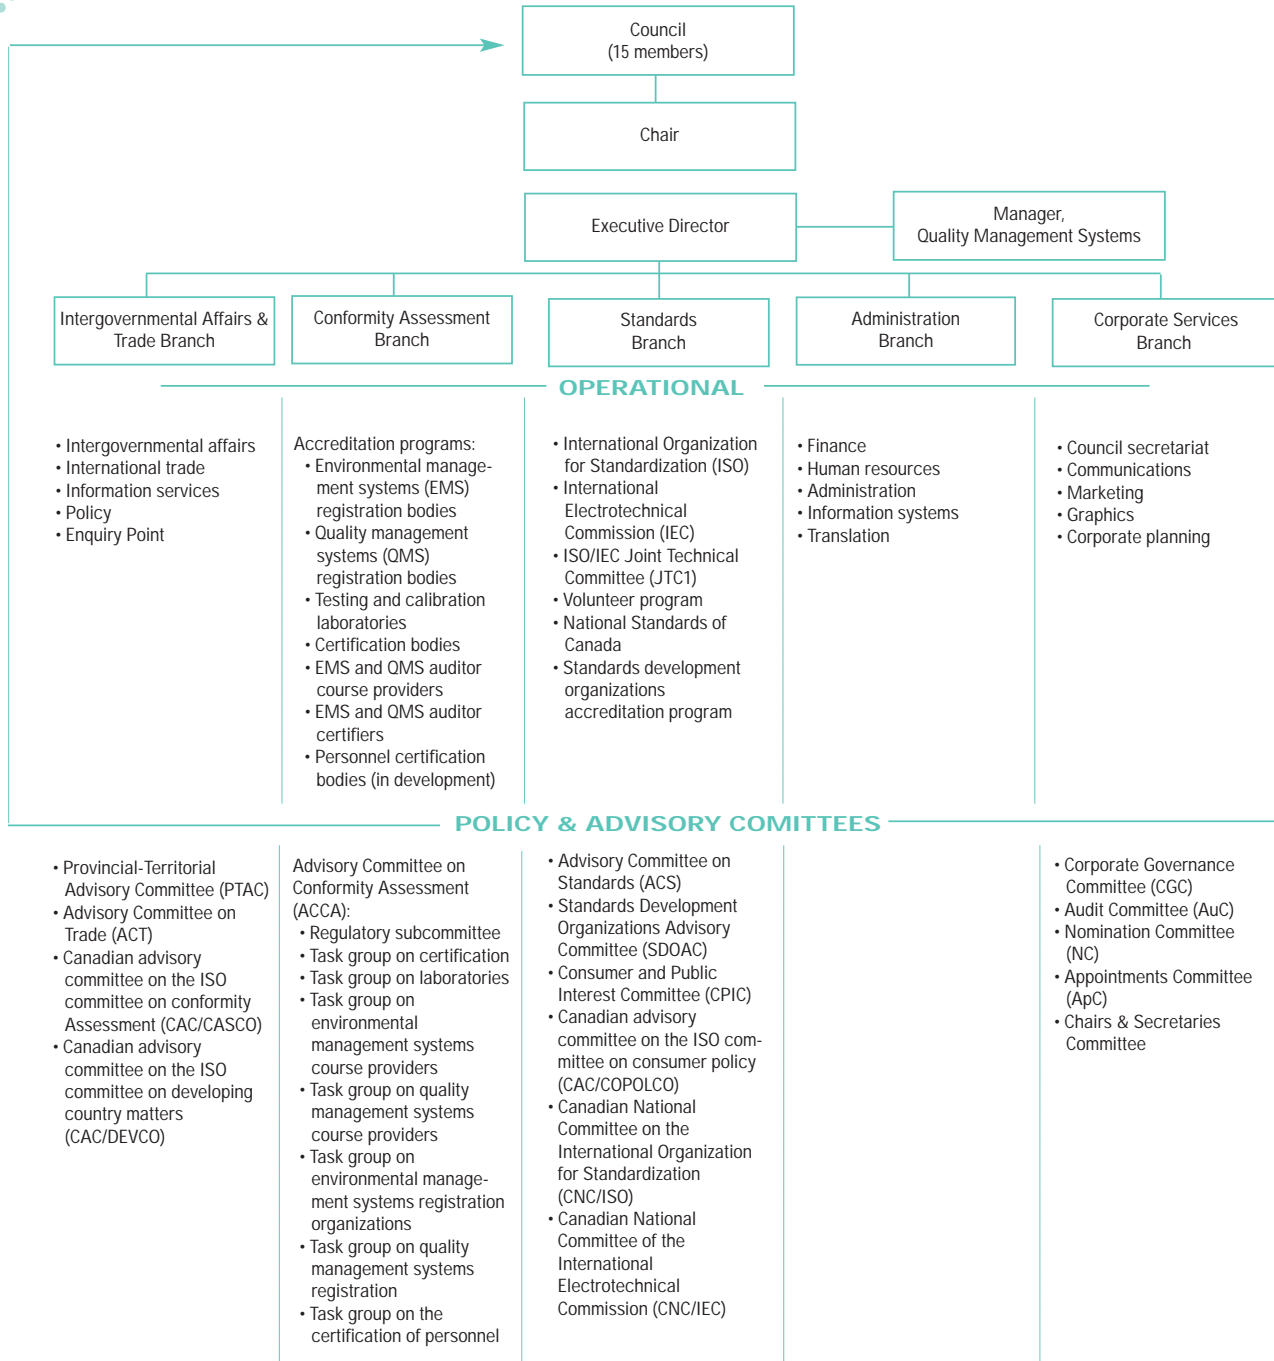 Council
(15 members)
Chair
Executive Director
Manager,
Quality Management Systems
Intergovernmental Affairs &
Trade Branch
Conformity Assessment
Branch
Standards
Branch
Administration
Branch
Corporate Services
Branch
OPERATIONAL
• Intergovernmental affairs
• International trade
• Information services
• Policy
• Enquiry Point
Accreditation programs:
• Environmental manage-
ment systems (EMS)
registration bodies
• Quality management
systems (QMS)
registration bodies
• Testing and calibration
laboratories
• Certification bodies
• EMS and QMS auditor
course providers
• EMS and QMS auditor
certifiers
• Personnel certification
bodies (in development)
• International Organization
for Standardization (ISO)
• International
Electrotechnical
Commission (IEC)
• ISO/IEC Joint Technical
Committee (JTC1)
• Volunteer program
• National Standards of
Canada
• Standards development
organizations
accreditation program
• Finance
• Human resources
• Administration
• Information systems
• Translation
• Council secretariat
• Communications
• Marketing
• Graphics
• Corporate planning
POLICY & ADVISORY COMITTEES
• Provincial-Territorial
Advisory Committee (PTAC)
• Advisory Committee on
Trade (ACT)
• Canadian advisory
committee on the ISO
committee on conformity
Assessment (CAC/CASCO)
• Canadian advisory
committee on the ISO
committee on developing
country matters
(CAC/DEVCO)
Advisory Committee on
Conformity Assessment
(ACCA):
• Regulatory subcommittee
• Task group on certification
• Task group on laboratories
• Task group on
environmental
management systems
course providers
• Task group on quality
management systems
course providers
• Task group on
environmental manage-
ment systems registration
organizations
• Task group on quality
management systems
registration
• Task group on the
certification of personnel
• Advisory Committee on
Standards (ACS)
• Standards Development
Organizations Advisory
Committee (SDOAC)
• Consumer and Public
Interest Committee (CPIC)
• Canadian advisory
committee on the ISO com-
mittee on consumer policy
(CAC/COPOLCO)
• Canadian National
Committee on the
International Organization
for Standardization
(CNC/ISO)
• Canadian National
Committee of the
International
Electrotechnical
Commission (CNC/IEC)
• Corporate Governance
Committee (CGC)
• Audit Committee (AuC)
• Nomination Committee
(NC)
• Appointments Committee
(ApC)
• Chairs & Secretaries
Committee